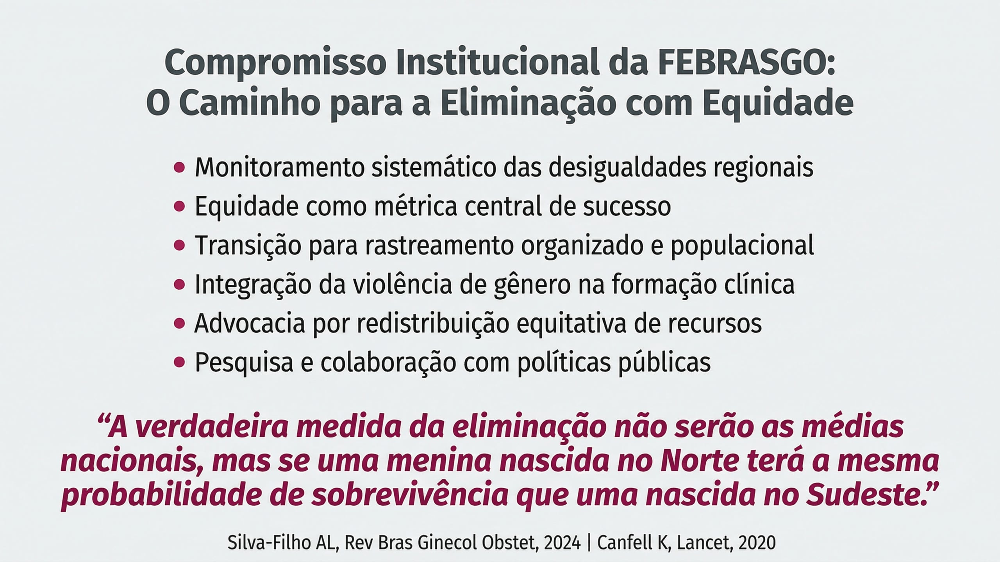 Compromisso Institucional da FEBRASGO:
O Caminho para a Eliminação com Equidade
• Monitoramento sistemático das desigualdades regionais
• Equidade como métrica central de sucesso
• Transição para rastreamento organizado e populacional
• Integração da violência de gênero na formação clínica
• Advocacia por redistribuição equitativa de recursos
• Pesquisa e colaboração com políticas públicas
“A verdadeira medida da eliminação não serão as médias
nacionais, mas se uma menina nascida no Norte terá a mesma
probabilidade de sobrevivência que uma nascida no Sudeste.”
Silva-Filho AL, Rev Bras Ginecol Obstet, 2024 | Canfell K, Lancet, 2020